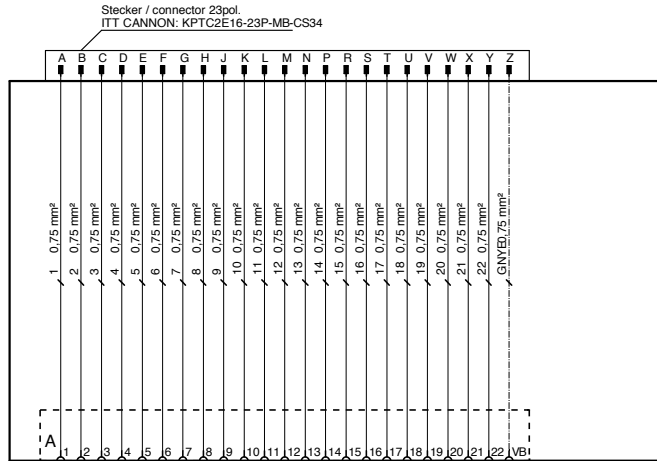 Stecker / connector 23pol.
ITT CANNON: KPTC2E16-23P-MB-CS34
A B C D E F G H J K L M N P R S T U V W X Y Z
1 0,75 mm²
2 0,75 mm²
3 0,75 mm²
4 0,75 mm²
5 0,75 mm²
6 0,75 mm²
7 0,75 mm²
8 0,75 mm²
9 0,75 mm²
10 0,75 mm²
11 0,75 mm²
12 0,75 mm²
13 0,75 mm²
14 0,75 mm²
15 0,75 mm²
16 0,75 mm²
17 0,75 mm²
18 0,75 mm²
19 0,75 mm²
20 0,75 mm²
21 0,75 mm²
22 0,75 mm²
GNYE0,75 mm²
A
1 2 3 4 5 6 7 8 9 10 11 12 13 14 15 16 17 18 19 20 21 22 VB